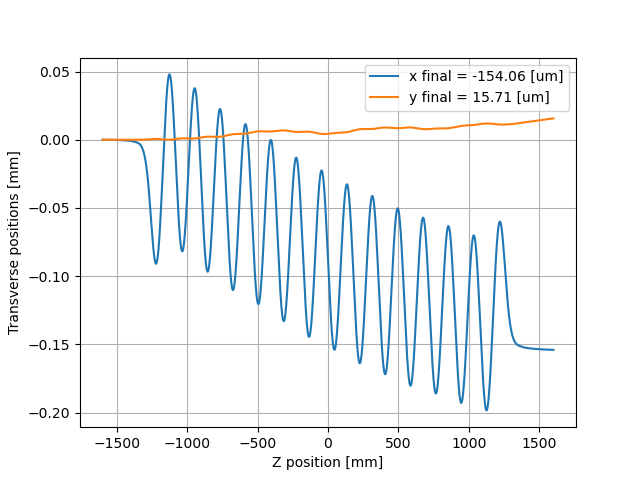 x final = -154.06 [um]
y final = 15.71 [um]
Transverse positions [mm]
0.05
0.00
−0.05
−0.10
−0.15
−0.20
−1500 −1000 −500 0 500 1000 1500
Z position [mm]